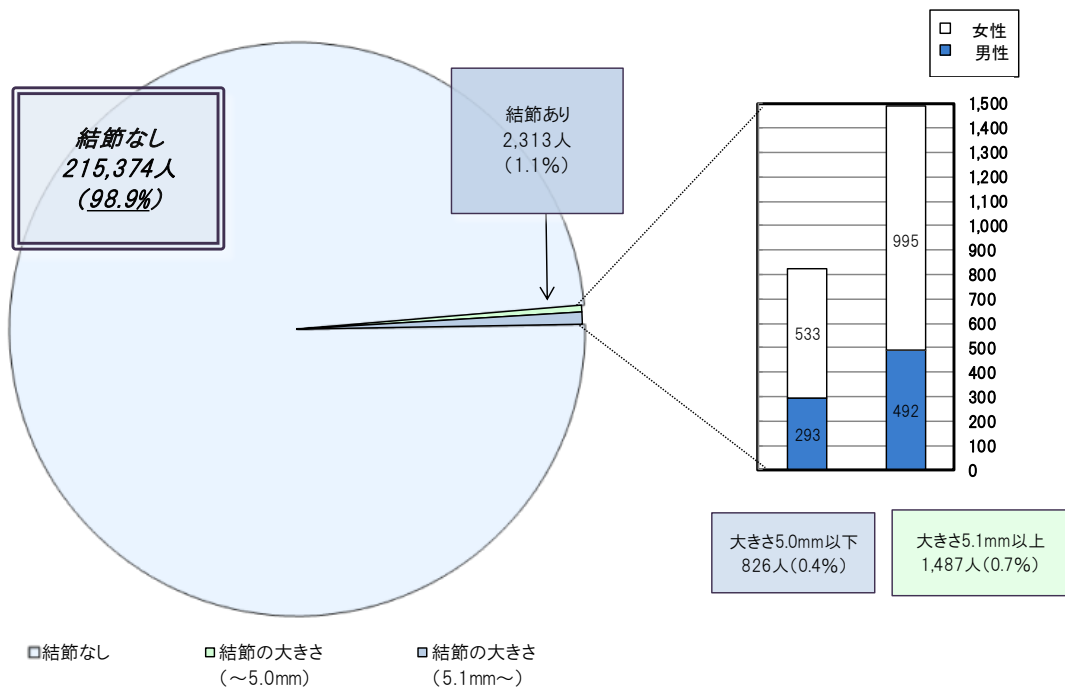 女性
男性
結節なし
215,374人
(98.9%)
結節あり
2,313人
(1.1%)
1,500
1,400
1,300
1,200
1,100
1,000
900
800
700
600
500
400
300
200
100
0
995
533
492
293
大きさ5.0mm以下
826人(0.4%)
大きさ5.1mm以上
1,487人(0.7%)
結節なし
結節の大きさ
(~5.0mm)
結節の大きさ
(5.1mm~)